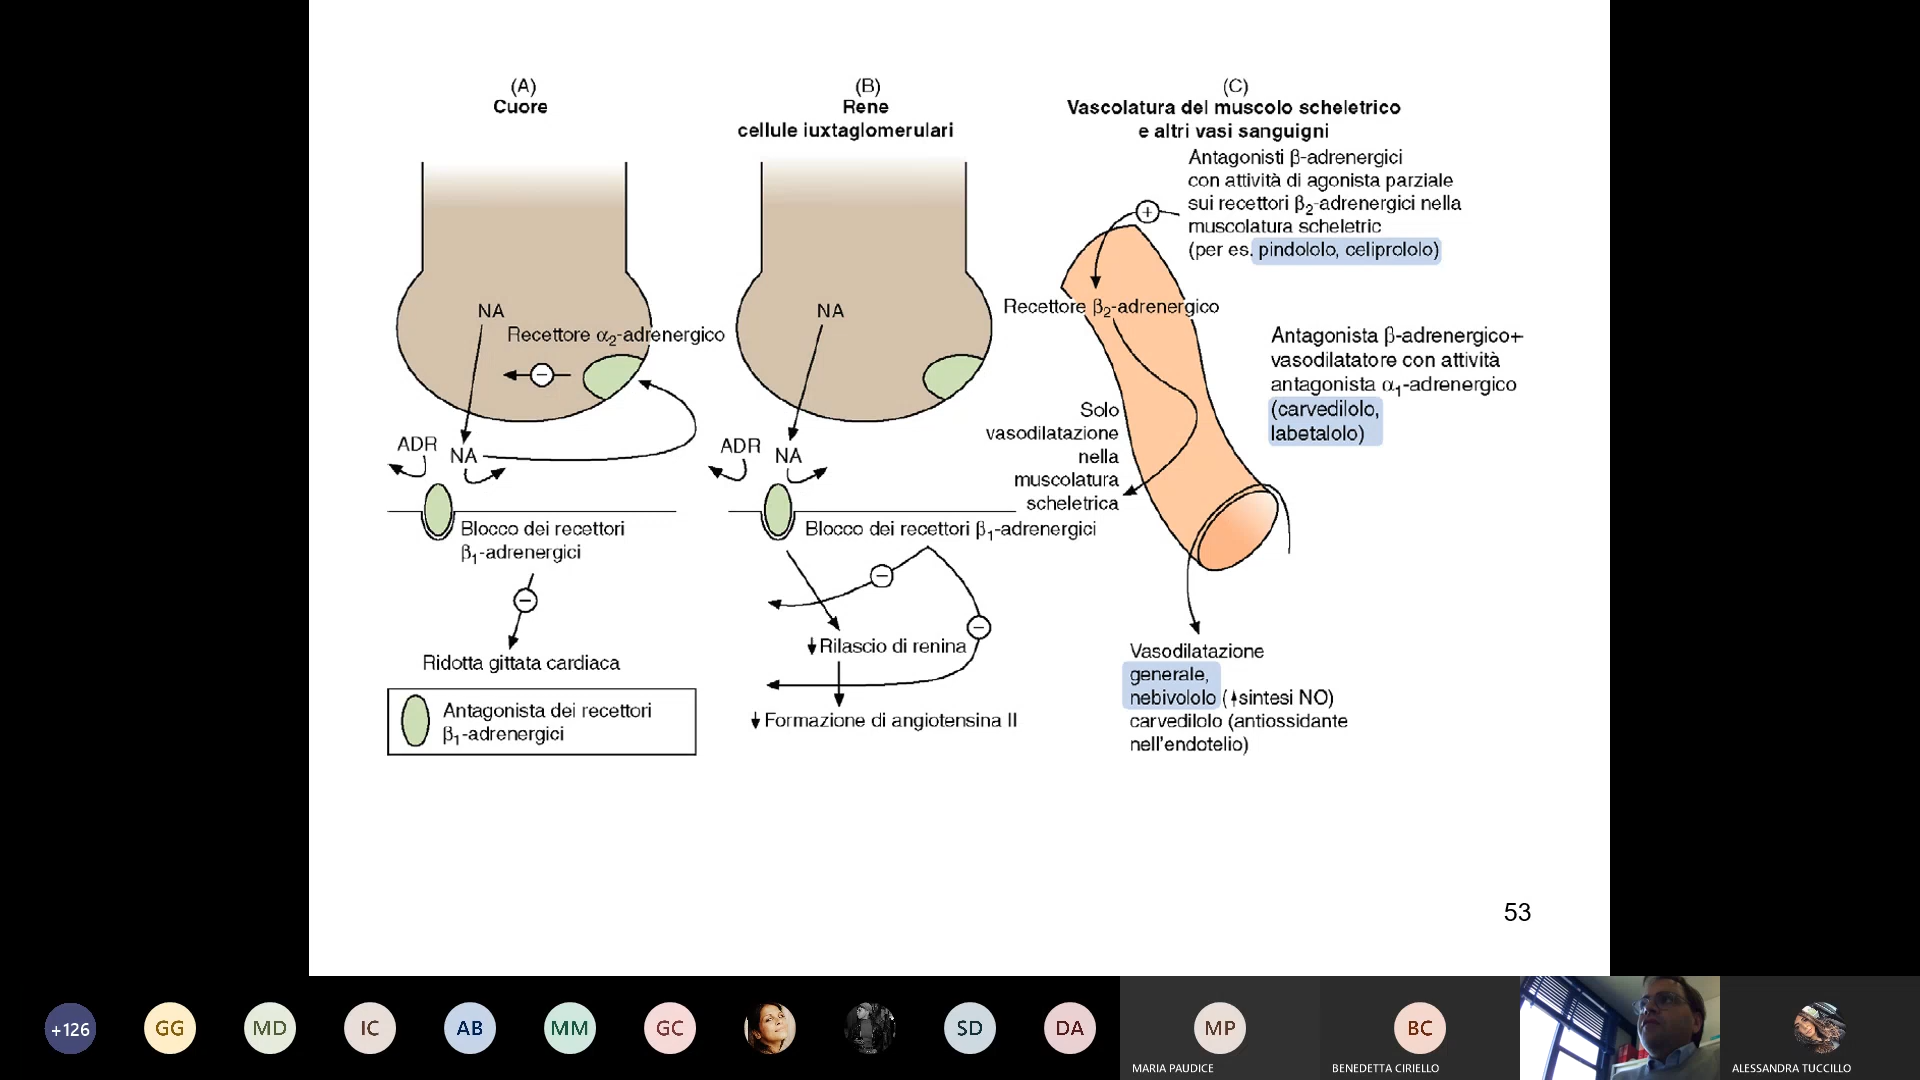 (A)
Cuore
NA
Recettore α₂-adrenergico
−
ADR
NA
Blocco dei recettori
β₁-adrenergici
−
Ridotta gittata cardiaca
Antagonista dei recettori
β₁-adrenergici
(B)
Rene
cellule iuxtaglomerulari
NA
ADR
NA
Blocco dei recettori β₁-adrenergici
−
−
Rilascio di renina
Formazione di angiotensina II
(C)
Vascolatura del muscolo scheletrico
e altri vasi sanguigni
Antagonisti β-adrenergici
con attività di agonista parziale
sui recettori β₂-adrenergici nella
muscolatura scheletric
(per es. pindololo, celiprololo)
+
Recettore β₂-adrenergico
Antagonista β-adrenergico+
vasodilatatore con attività
antagonista α₁-adrenergico
(carvedilolo,
labetalolo)
Solo
vasodilatazione
nella
muscolatura
scheletrica
Vasodilatazione
generale,
nebivololo (↑sintesi NO)
carvedilolo (antiossidante
nell'endotelio)
53
+126
GG
MD
IC
AB
MM
GC
SD
DA
MP
MARIA PAUDICE
BC
BENEDETTA CIRIELLO
ALESSANDRA TUCCILLO